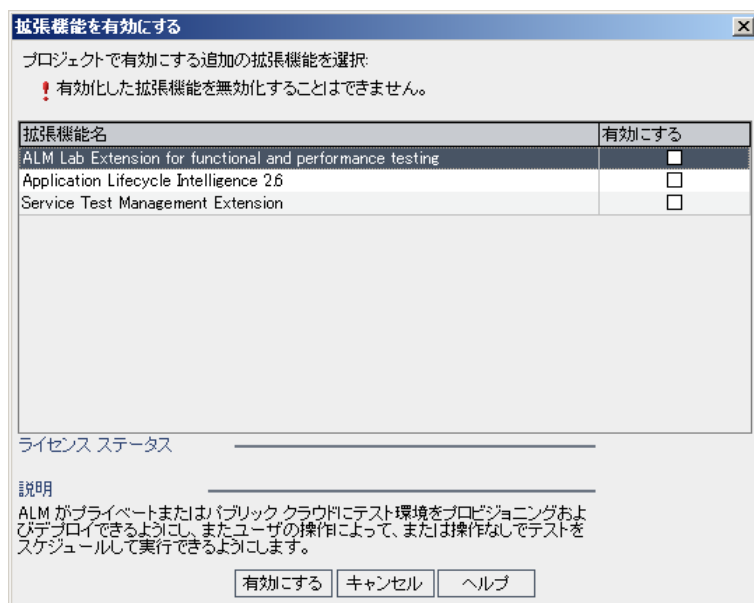 拡張機能を有効にする
プロジェクトで有効にする追加の拡張機能を選択:
有効化した拡張機能を無効化することはできません。
拡張機能名 有効にする
ALM Lab Extension for functional and performance testing
Application Lifecycle Intelligence 2.6
Service Test Management Extension
ライセンス ステータス
説明
ALM がプライベートまたはパブリック クラウドにテスト環境をプロビジョニングおよ
びデプロイできるようにし、またユーザの操作によって、または操作なしでテストを
スケジュールして実行できるようにします。
有効にする キャンセル ヘルプ